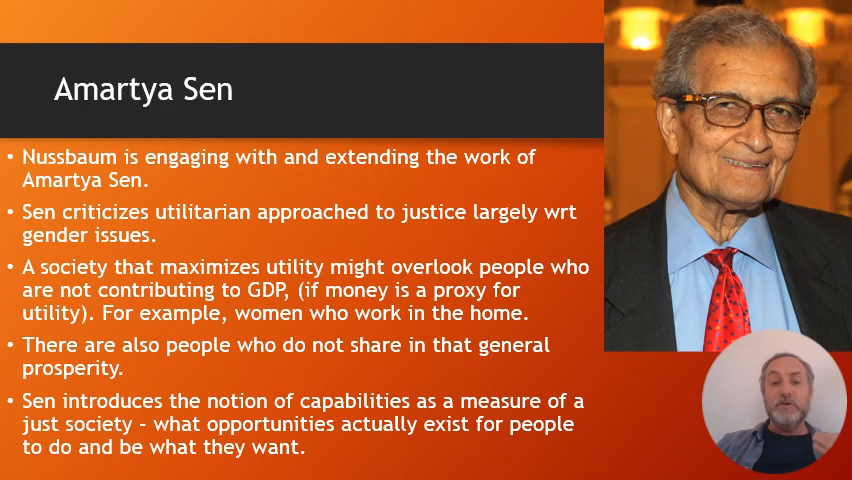 Amartya Sen
• Nussbaum is engaging with and extending the work of
Amartya Sen.
• Sen criticizes utilitarian approached to justice largely wrt
gender issues.
• A society that maximizes utility might overlook people who
are not contributing to GDP, (if money is a proxy for
utility). For example, women who work in the home.
• There are also people who do not share in that general
prosperity.
• Sen introduces the notion of capabilities as a measure of a
just society – what opportunities actually exist for people
to do and be what they want.